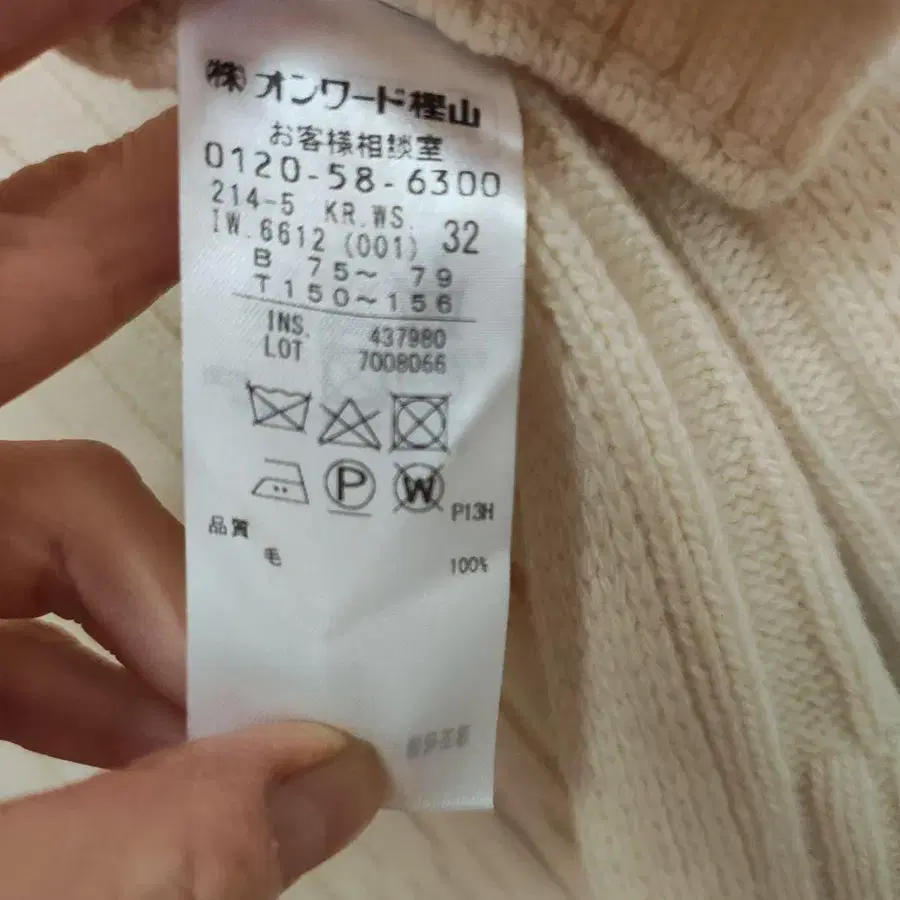 (株) オンワード樫山
お客様相談室
0120-58-6300
214-5 KR.WS.
IW.6612 (001) 32
B 75～ 79
T 150～156
INS. 437980
LOT 7008066
P W P13H
品質
毛 100%